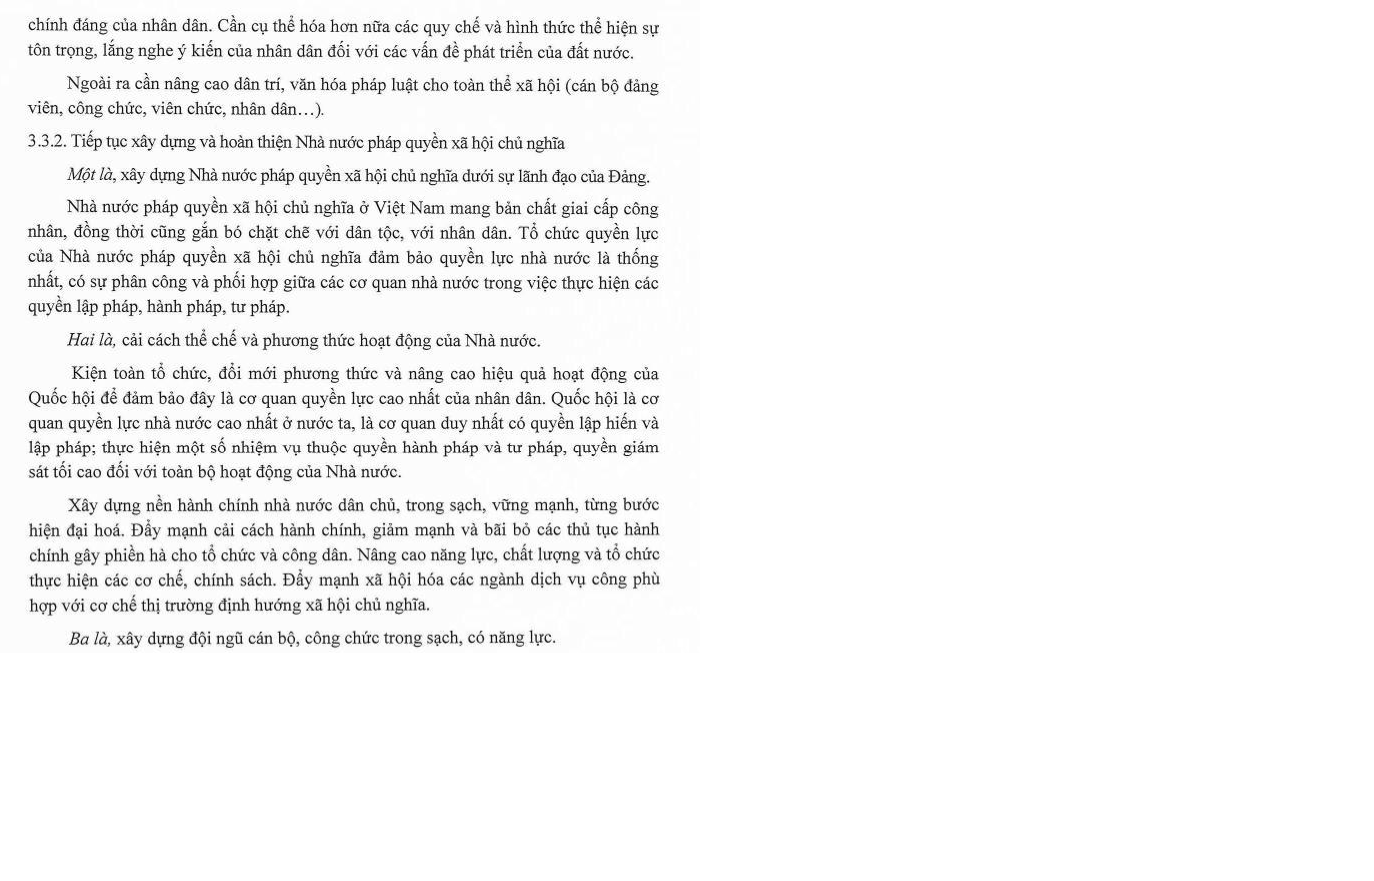 chính đáng của nhân dân. Cần cụ thể hóa hơn nữa các quy chế và hình thức thể hiện sự
tôn trọng, lắng nghe ý kiến của nhân dân đối với các vấn đề phát triển của đất nước.
Ngoài ra cần nâng cao dân trí, văn hóa pháp luật cho toàn thể xã hội (cán bộ đảng
viên, công chức, viên chức, nhân dân…).
3.3.2. Tiếp tục xây dựng và hoàn thiện Nhà nước pháp quyền xã hội chủ nghĩa
Một là, xây dựng Nhà nước pháp quyền xã hội chủ nghĩa dưới sự lãnh đạo của Đảng.
Nhà nước pháp quyền xã hội chủ nghĩa ở Việt Nam mang bản chất giai cấp công
nhân, đồng thời cũng gắn bó chặt chẽ với dân tộc, với nhân dân. Tổ chức quyền lực
của Nhà nước pháp quyền xã hội chủ nghĩa đảm bảo quyền lực nhà nước là thống
nhất, có sự phân công và phối hợp giữa các cơ quan nhà nước trong việc thực hiện các
quyền lập pháp, hành pháp, tư pháp.
Hai là, cải cách thể chế và phương thức hoạt động của Nhà nước.
Kiện toàn tổ chức, đổi mới phương thức và nâng cao hiệu quả hoạt động của
Quốc hội để đảm bảo đây là cơ quan quyền lực cao nhất của nhân dân. Quốc hội là cơ
quan quyền lực nhà nước cao nhất ở nước ta, là cơ quan duy nhất có quyền lập hiến và
lập pháp; thực hiện một số nhiệm vụ thuộc quyền hành pháp và tư pháp, quyền giám
sát tối cao đối với toàn bộ hoạt động của Nhà nước.
Xây dựng nền hành chính nhà nước dân chủ, trong sạch, vững mạnh, từng bước
hiện đại hoá. Đẩy mạnh cải cách hành chính, giảm mạnh và bãi bỏ các thủ tục hành
chính gây phiền hà cho tổ chức và công dân. Nâng cao năng lực, chất lượng và tổ chức
thực hiện các cơ chế, chính sách. Đẩy mạnh xã hội hóa các ngành dịch vụ công phù
hợp với cơ chế thị trường định hướng xã hội chủ nghĩa.
Ba là, xây dựng đội ngũ cán bộ, công chức trong sạch, có năng lực.